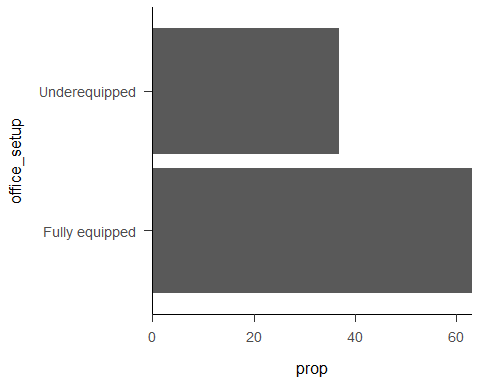 office_setup
Underequipped
Fully equipped
0 20 40 60
prop